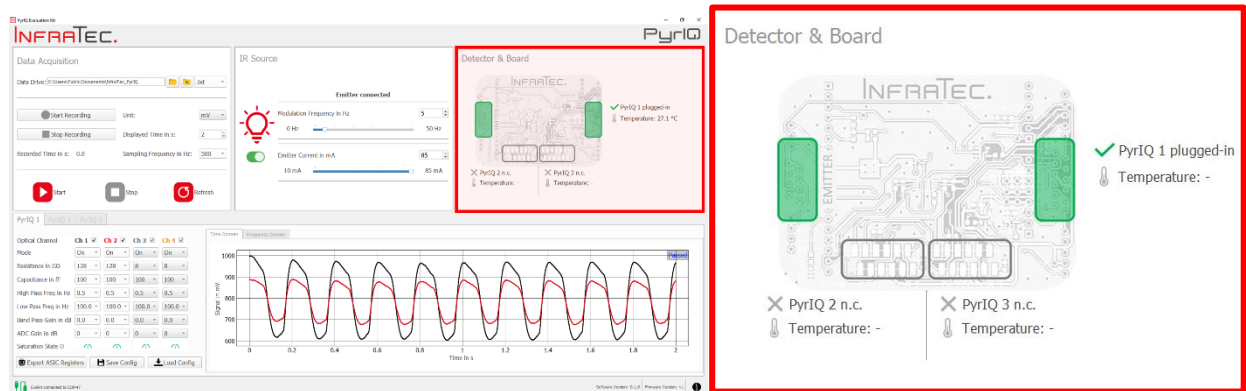 PyrIQ Evaluation Kit
INFRATEC.
PyrIQ
Data Acquisition
Data Drive:
.txt
Start Recording
Unit:
mV
Stop Recording
Displayed Time in s:
2
Recorded Time in s: 0.0
Sampling Frequency in Hz:
500
Start
Stop
Refresh
IR Source
Emitter connected
Modulation Frequency in Hz
5
0 Hz
50 Hz
Emitter Current in mA
85
10 mA
85 mA
Detector & Board
INFRATEC.
PyrIQ 1 plugged-in
Temperature: 27.1 °C
PyrIQ 2 n.c.
Temperature: -
PyrIQ 3 n.c.
Temperature: -
PyrIQ 1
PyrIQ 2
PyrIQ 3
Optical Channel Ch 1 Ch 2 Ch 3 Ch 4
Mode On On On On
Resistance in GΩ 128 128 8 8
Capacitance in fF 100 100 100 100
High Pass Freq in Hz 0.5 0.5 0.5 0.5
Low Pass Freq in Hz 100.0 100.0 100.0 100.0
Band Pass Gain in dB 0.0 0.0 0.0 0.0
ADC Gain in dB 0 0 0 0
Saturation State
Export ASIC Registers
Save Config
Load Config
Time Domain
Frequency Domain
Paused
Signal in mV
1000
900
800
700
600
0 0.2 0.4 0.6 0.8 1 1.2 1.4 1.6 1.8 2
Time in s
EvalKit connected to COM47
Detector & Board
INFRATEC.
EMITTER
PyrIQ 1 plugged-in
Temperature: -
PyrIQ 2 n.c.
Temperature: -
PyrIQ 3 n.c.
Temperature: -